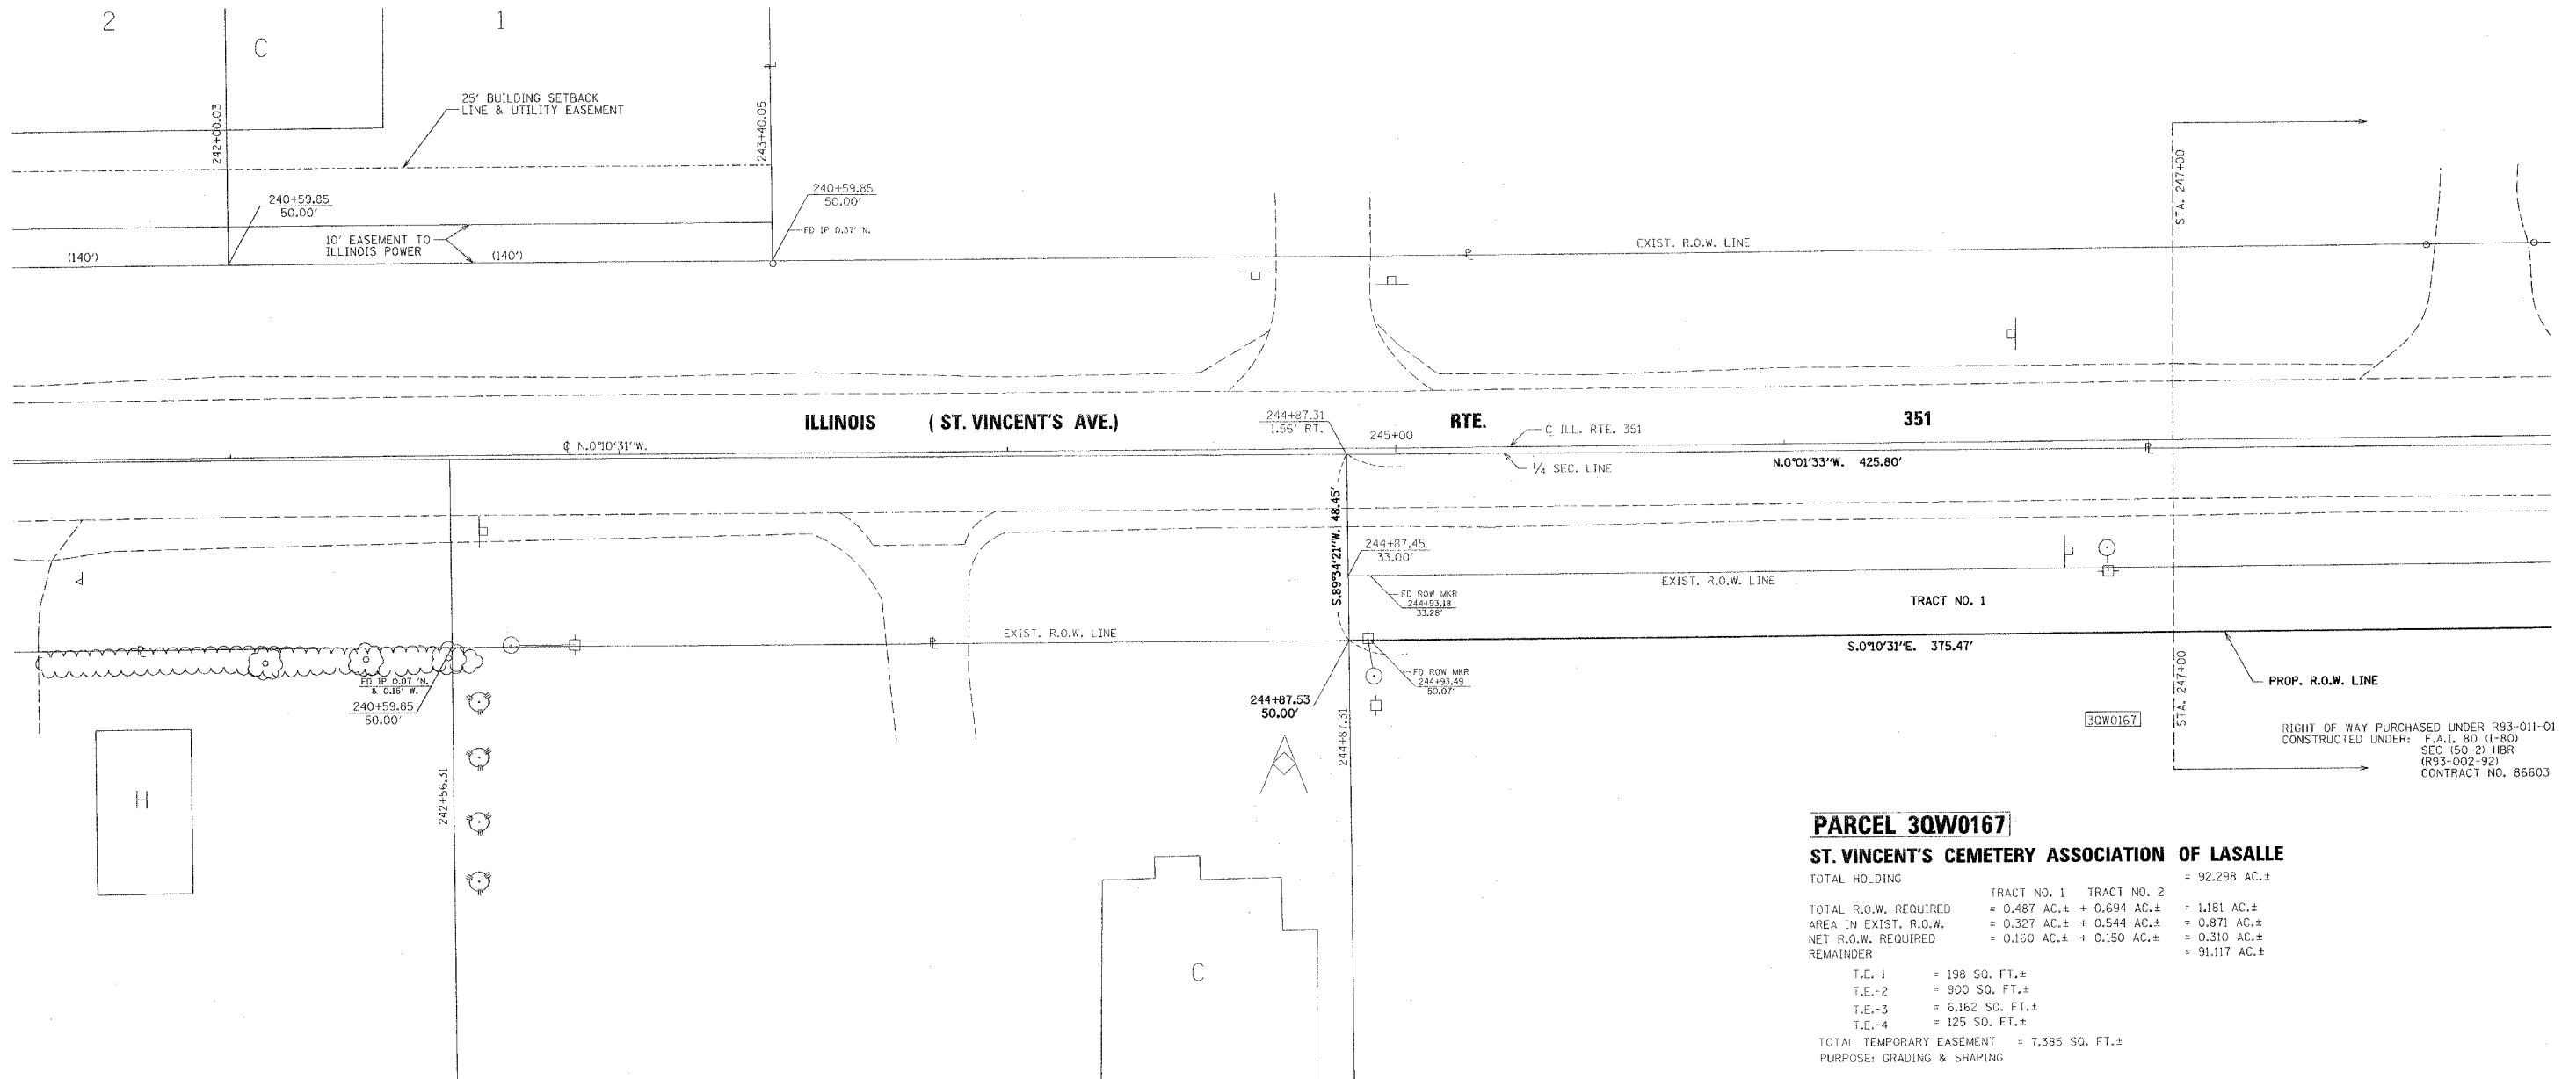 2
C
1
25' BUILDING SETBACK
LINE & UTILITY EASEMENT
242+00.03
243+40.05
240+59.85
50.00'
240+59.85
50.00'
FD IP 0.37' N.
10' EASEMENT TO
ILLINOIS POWER
(140')
(140')
EXIST. R.O.W. LINE
STA. 247+00
ILLINOIS ( ST. VINCENT'S AVE.) RTE. 351
244+87.31
1.56' RT.
245+00
℄ ILL. RTE. 351
℄ N.0°10'31"W.
1/4 SEC. LINE
N.0°01'33"W. 425.80'
S.89°34'21"W. 48.45'
244+87.45
33.00'
EXIST. R.O.W. LINE
FD ROW MKR
244+93.18
33.28'
TRACT NO. 1
EXIST. R.O.W. LINE
S.0°10'31"E. 375.47'
FD IP 0.07 'N.
& 0.15' W.
240+59.85
50.00'
FD ROW MKR
244+93.49
50.07'
244+87.53
50.00'
PROP. R.O.W. LINE
STA. 247+00
3QW0167
244+87.31
242+56.31
H
RIGHT OF WAY PURCHASED UNDER R93-011-01
CONSTRUCTED UNDER: F.A.I. 80 (I-80)
SEC (50-2) HBR
(R93-002-92)
CONTRACT NO. 86603
C
PARCEL 3QW0167
ST. VINCENT'S CEMETERY ASSOCIATION OF LASALLE
TOTAL HOLDING = 92.298 AC.±
TRACT NO. 1 TRACT NO. 2
TOTAL R.O.W. REQUIRED = 0.487 AC.± + 0.694 AC.± = 1.181 AC.±
AREA IN EXIST. R.O.W. = 0.327 AC.± + 0.544 AC.± = 0.871 AC.±
NET R.O.W. REQUIRED = 0.160 AC.± + 0.150 AC.± = 0.310 AC.±
REMAINDER = 91.117 AC.±
T.E.-1 = 198 SQ. FT.±
T.E.-2 = 900 SQ. FT.±
T.E.-3 = 6,162 SQ. FT.±
T.E.-4 = 125 SQ. FT.±
TOTAL TEMPORARY EASEMENT = 7,385 SQ. FT.±
PURPOSE: GRADING & SHAPING